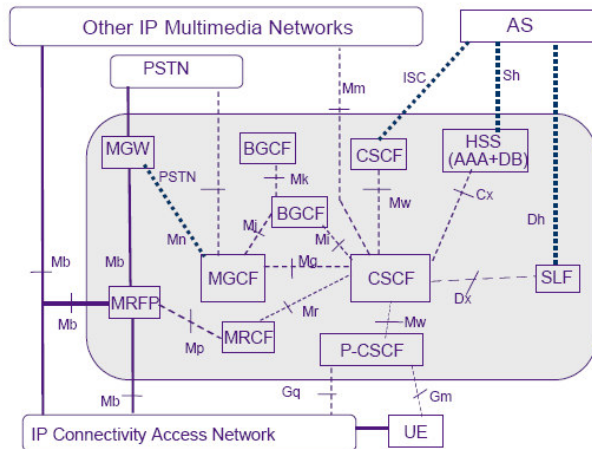 Other IP Multimedia Networks
AS
PSTN
Mm
ISC
Sh
MGW
PSTN
BGCF
CSCF
HSS
(AAA+DB)
Mk
Mw
Cx
BGCF
Mn
Mj
Mi
Dh
Mb
Mb
MGCF
Mg
CSCF
SLF
Mb
MRFP
Mr
Dx
Mp
MRCF
Mw
P-CSCF
Mb
Gq
Gm
IP Connectivity Access Network
UE